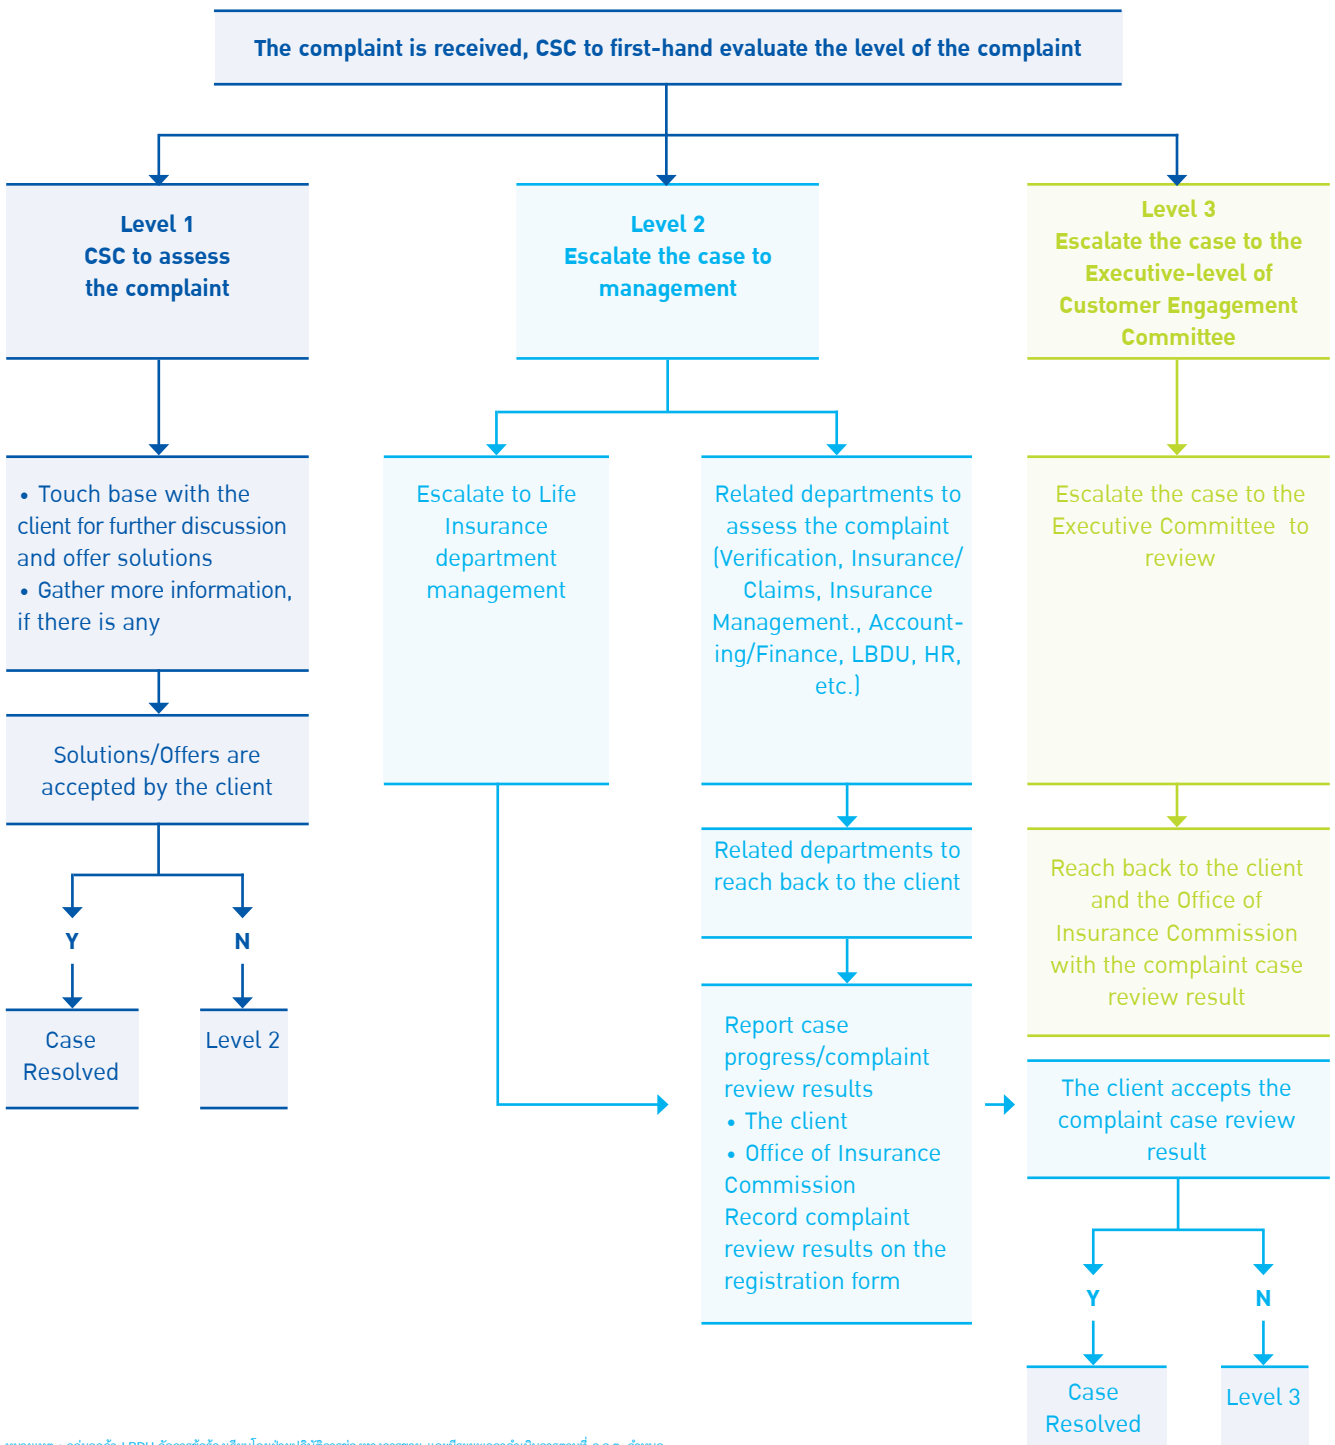 The complaint is received, CSC to first-hand evaluate the level of the complaint
Level 1
CSC to assess
the complaint
Level 2
Escalate the case to
management
Level 3
Escalate the case to the
Executive-level of
Customer Engagement
Committee
• Touch base with the
client for further discussion
and offer solutions
• Gather more information,
if there is any
Escalate to Life
Insurance
department
management
Related departments to
assess the complaint
(Verification, Insurance/
Claims, Insurance
Management., Account-
ing/Finance, LBDU, HR,
etc.)
Escalate the case to the
Executive Committee to
review
Solutions/Offers are
accepted by the client
Y
N
Case
Resolved
Level 2
Related departments to
reach back to the client
Reach back to the client
and the Office of
Insurance Commission
with the complaint case
review result
Report case
progress/complaint
review results
• The client
• Office of Insurance
Commission
Record complaint
review results on the
registration form
The client accepts the
complaint case review
result
Y
N
Case
Resolved
Level 3